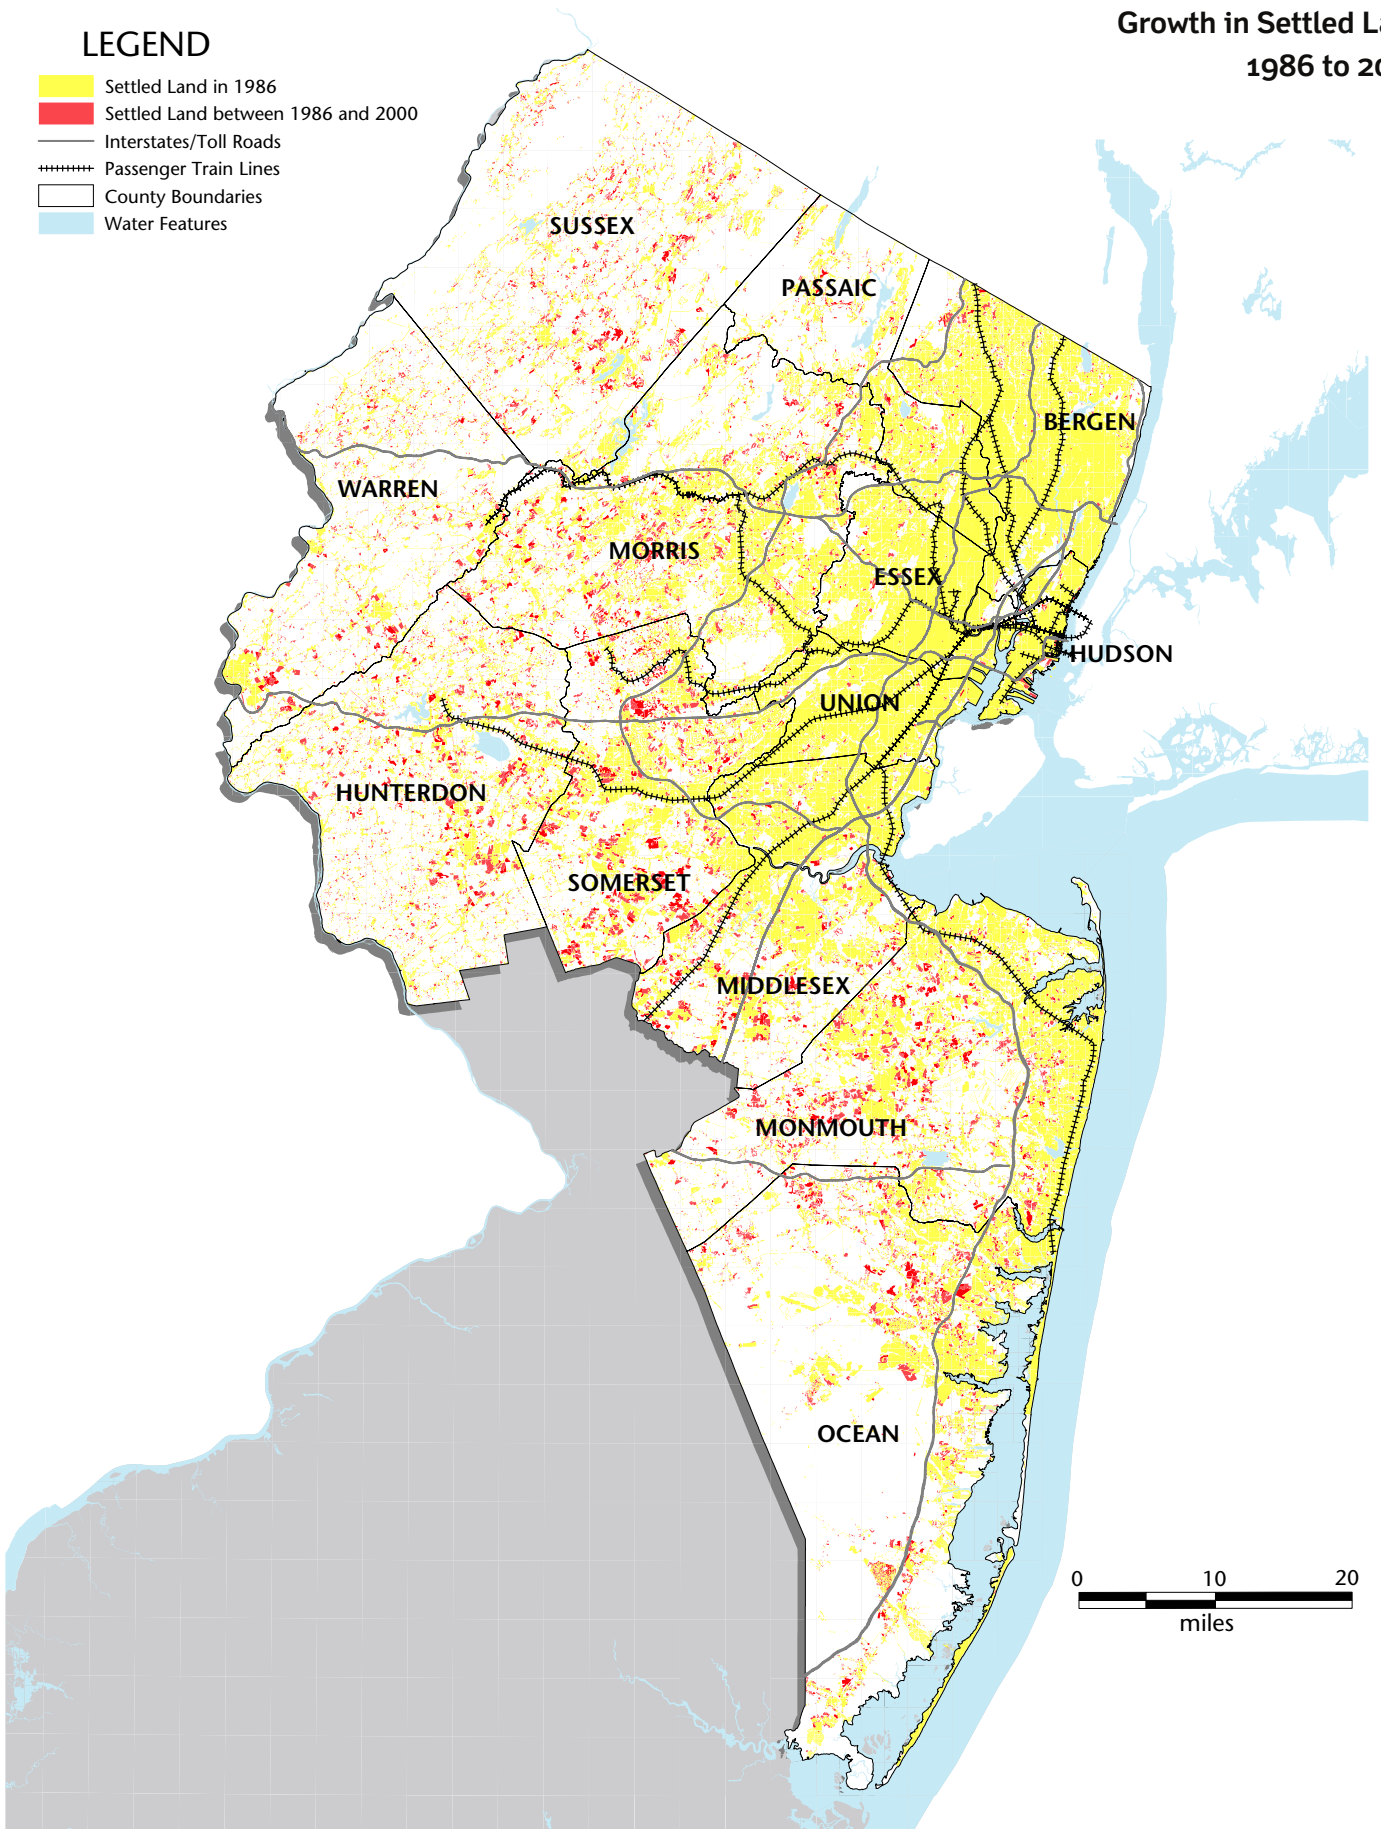 Growth in Settled La
1986 to 20
LEGEND
Settled Land in 1986
Settled Land between 1986 and 2000
Interstates/Toll Roads
Passenger Train Lines
County Boundaries
Water Features
SUSSEX
PASSAIC
BERGEN
WARREN
MORRIS
ESSEX
HUDSON
UNION
HUNTERDON
SOMERSET
MIDDLESEX
MONMOUTH
OCEAN
0 10 20
miles